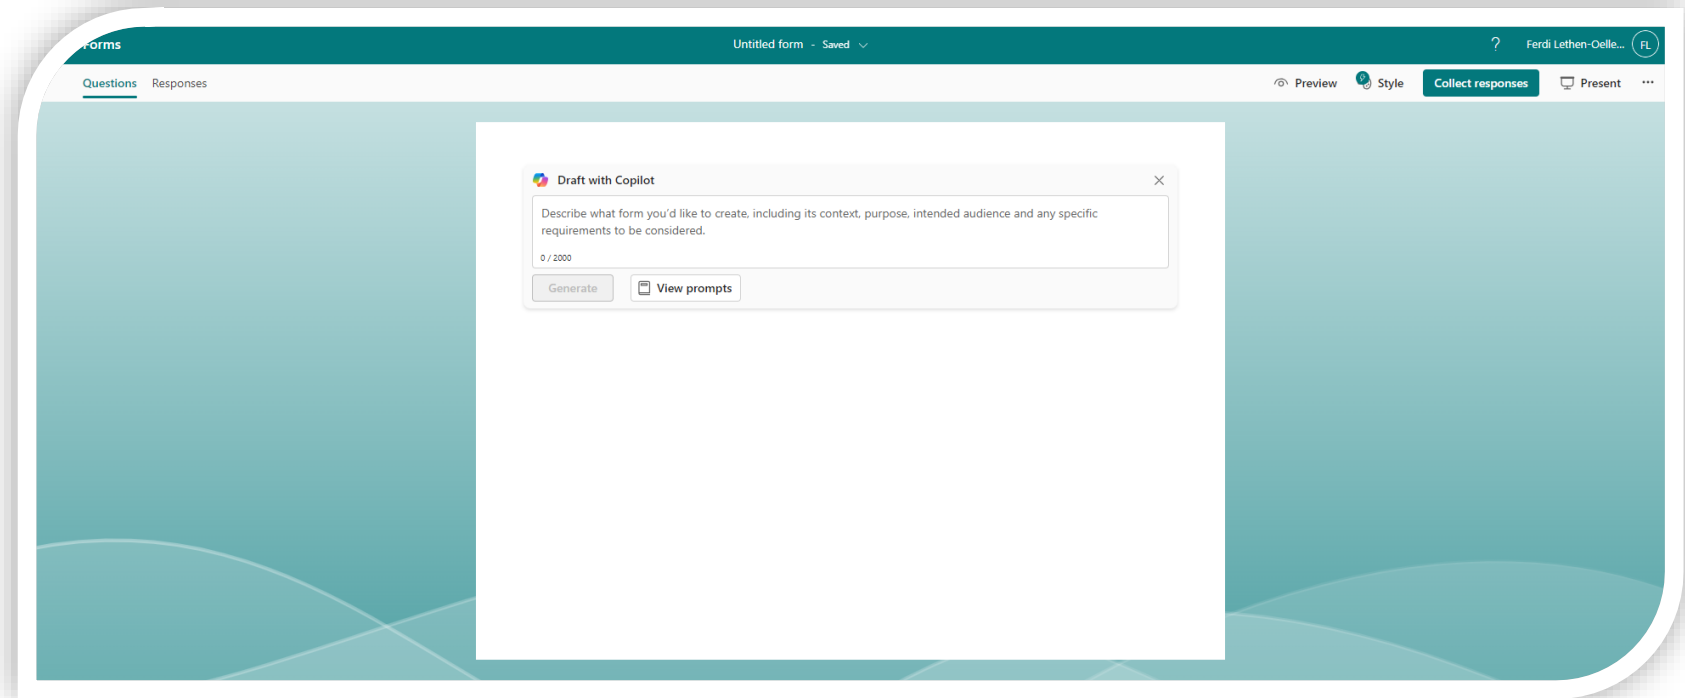 Forms
Untitled form - Saved
? Ferdi Lethen-Oelle... FL
Questions Responses
Preview Style Collect responses Present ...
Draft with Copilot
Describe what form you'd like to create, including its context, purpose, intended audience and any specific
requirements to be considered.
0 / 2000
Generate View prompts